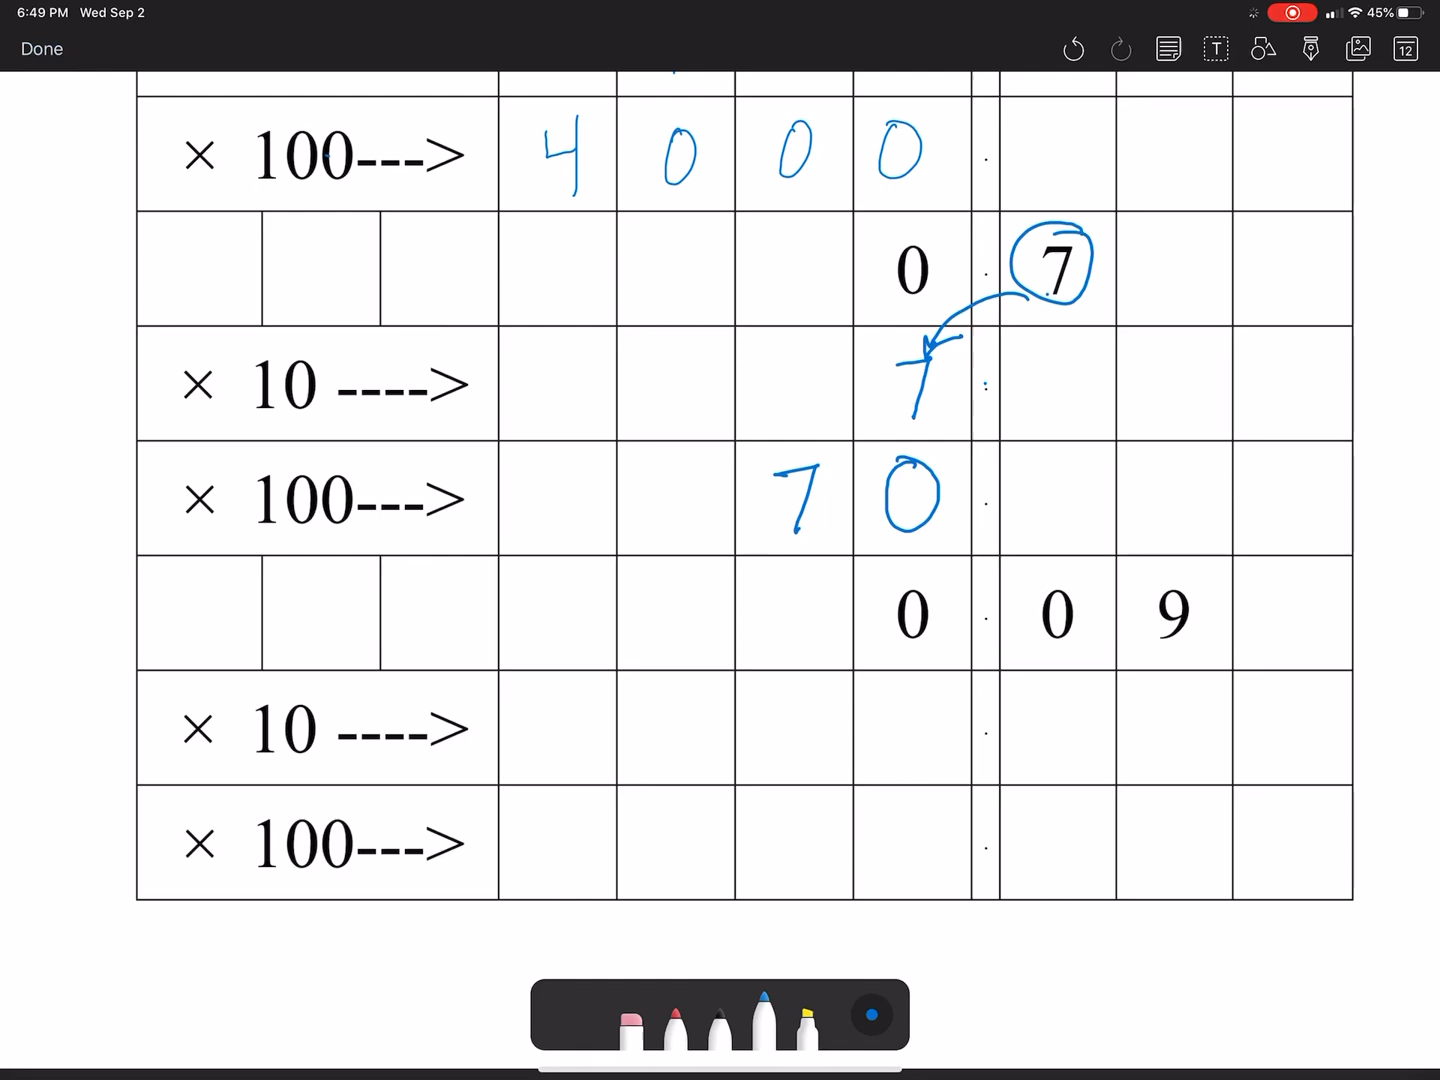 6:49 PM Wed Sep 2 45%
Done T 12
× 100---> 4 0 0 0 .
0 . 7
× 10 ----> 7 .
× 100---> 7 0 .
0 . 0 9
× 10 ----> .
× 100---> .